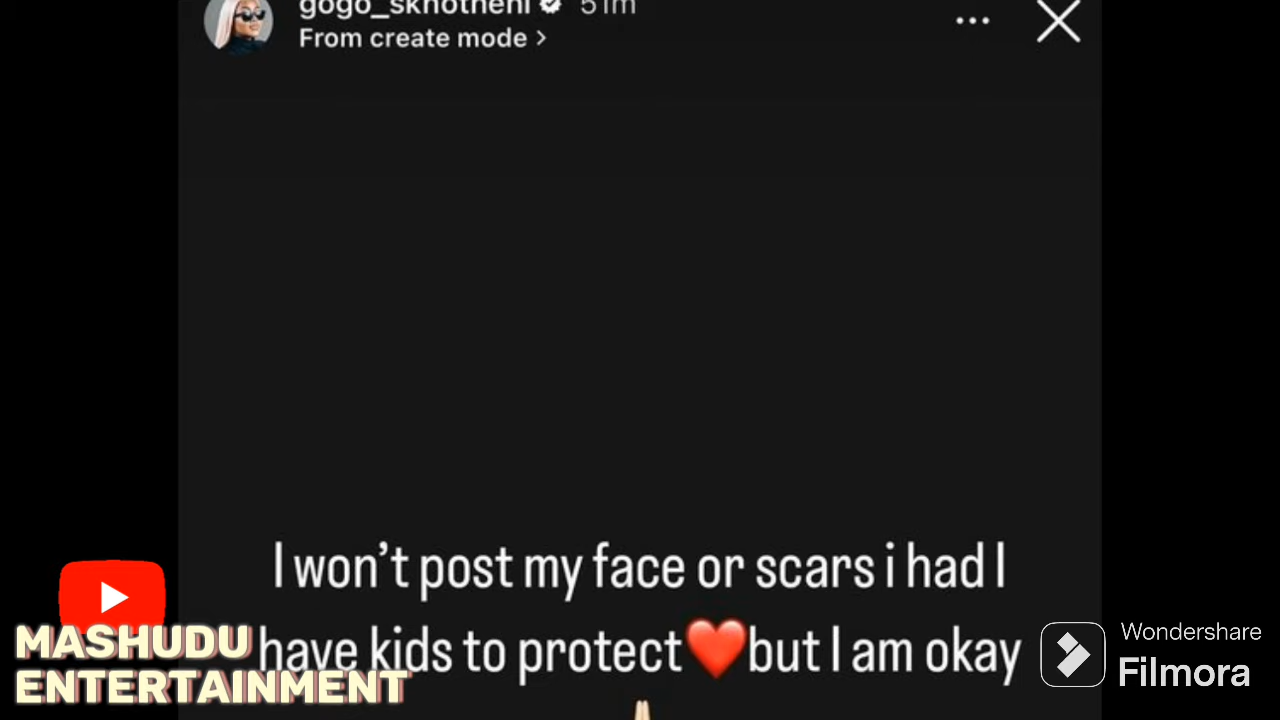 gogo_skhotheni 51m
From create mode >
I won't post my face or scars i had I
have kids to protect❤️but I am okay
MASHUDU
ENTERTAINMENT
Wondershare
Filmora